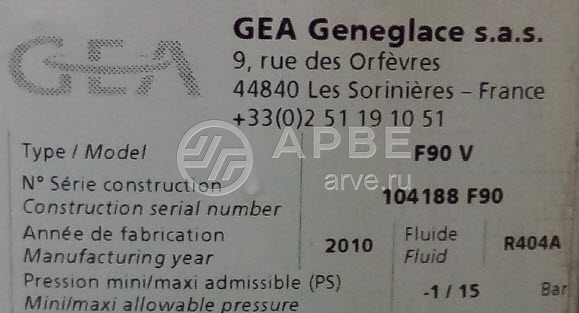 GEA
GEA Geneglace s.a.s.
9, rue des Orfèvres
44840 Les Sorinières – France
+33(0)2 51 19 10 51
АРВЕ
arve.ru
Type / Model F90 V
N° Série construction
Construction serial number 104188 F90
Année de fabrication
Manufacturing year 2010 Fluide
Fluid R404A
Pression mini/maxi admissible (PS)
Mini/maxi allowable pressure -1 / 15 Bar